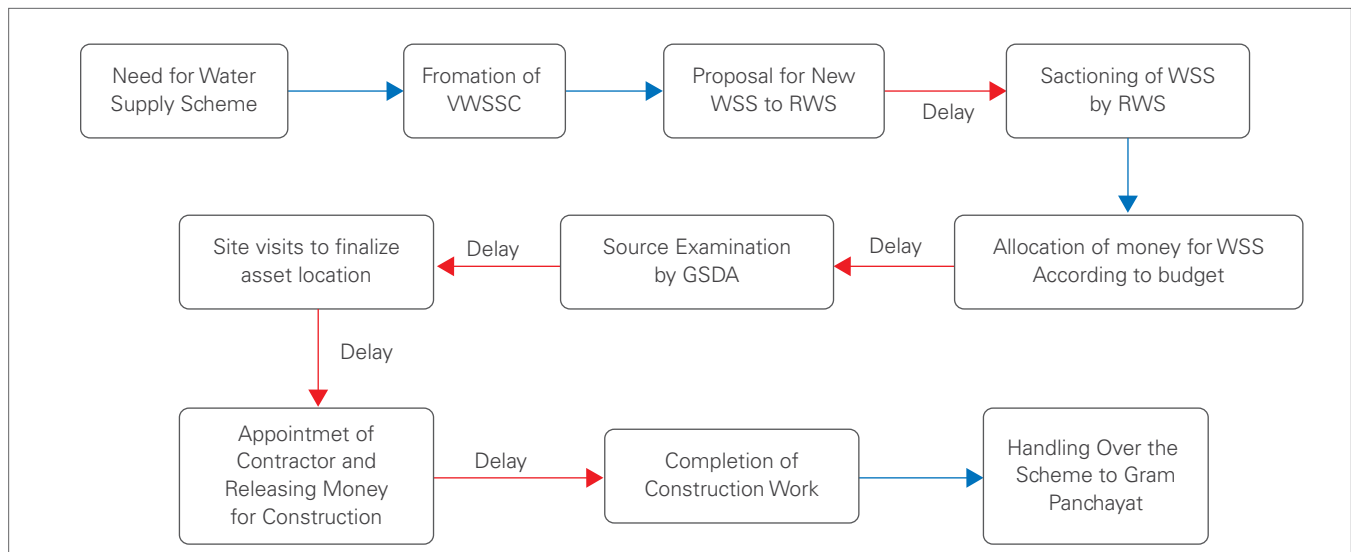 Need for Water
Supply Scheme
Fromation of
VWSSC
Proposal for New
WSS to RWS
Delay
Sactioning of WSS
by RWS
Allocation of money for WSS
According to budget
Delay
Source Examination
by GSDA
Delay
Site visits to finalize
asset location
Delay
Appointmet of
Contractor and
Releasing Money
for Construction
Delay
Completion of
Construction Work
Handling Over the
Scheme to Gram
Panchayat